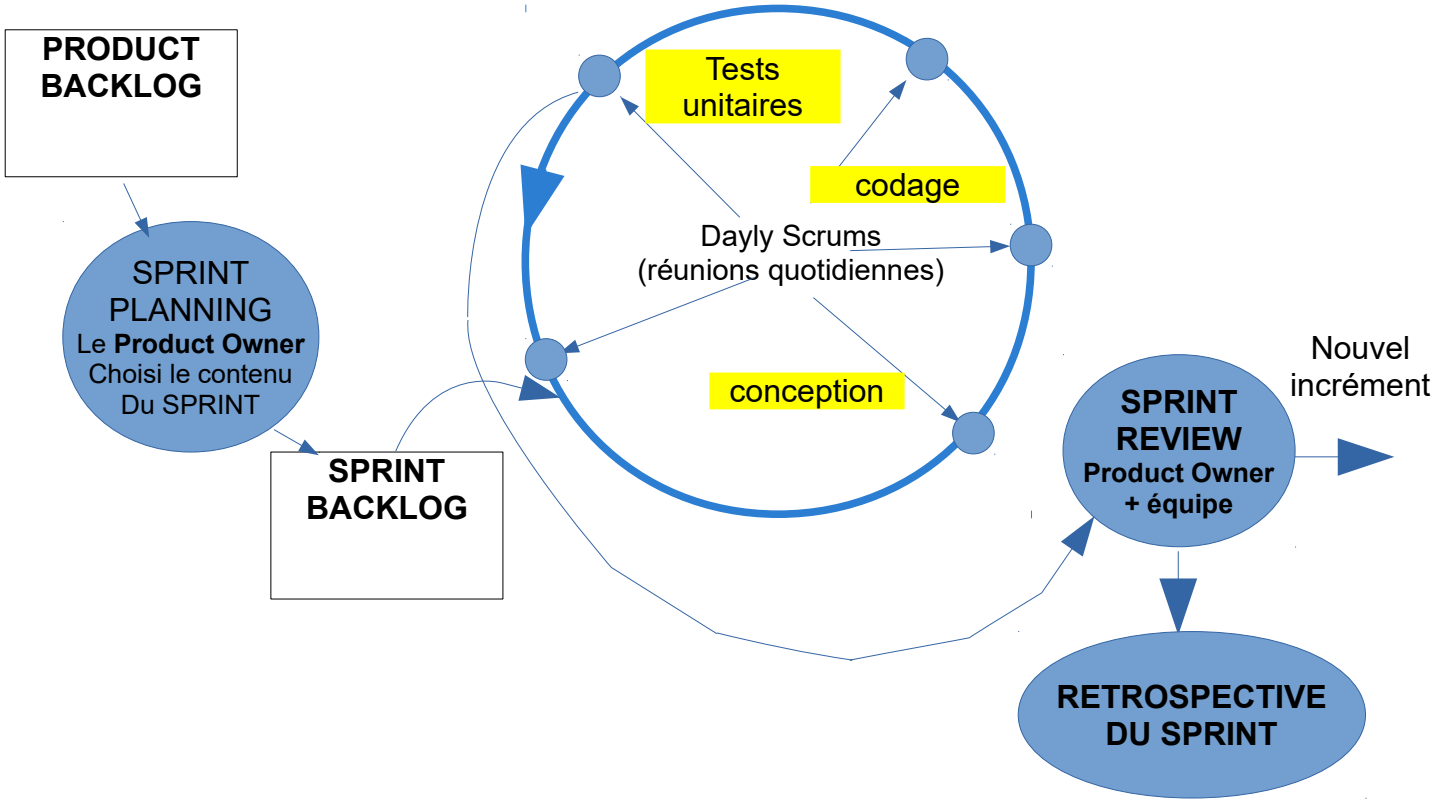 PRODUCT
BACKLOG
SPRINT
PLANNING
Le Product Owner
Choisi le contenu
Du SPRINT
SPRINT
BACKLOG
Tests
unitaires
codage
Dayly Scrums
(réunions quotidiennes)
conception
SPRINT
REVIEW
Product Owner
+ équipe
Nouvel
incrément
RETROSPECTIVE
DU SPRINT